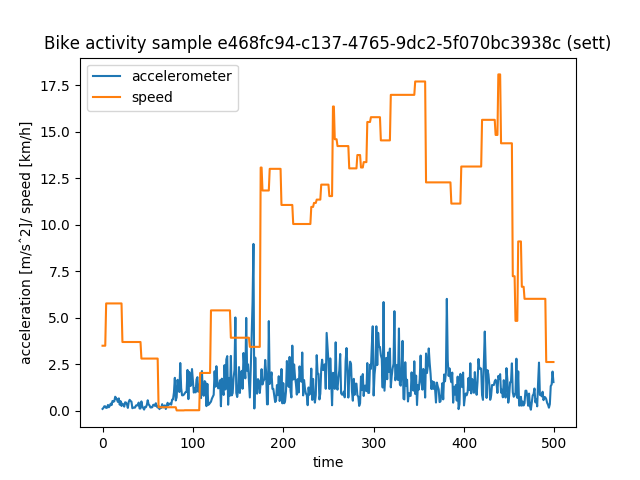 Bike activity sample e468fc94-c137-4765-9dc2-5f070bc3938c (sett)
accelerometer
speed
acceleration [m/s^2]/ speed [km/h]
17.5
15.0
12.5
10.0
7.5
5.0
2.5
0.0
0
100
200
300
400
500
time